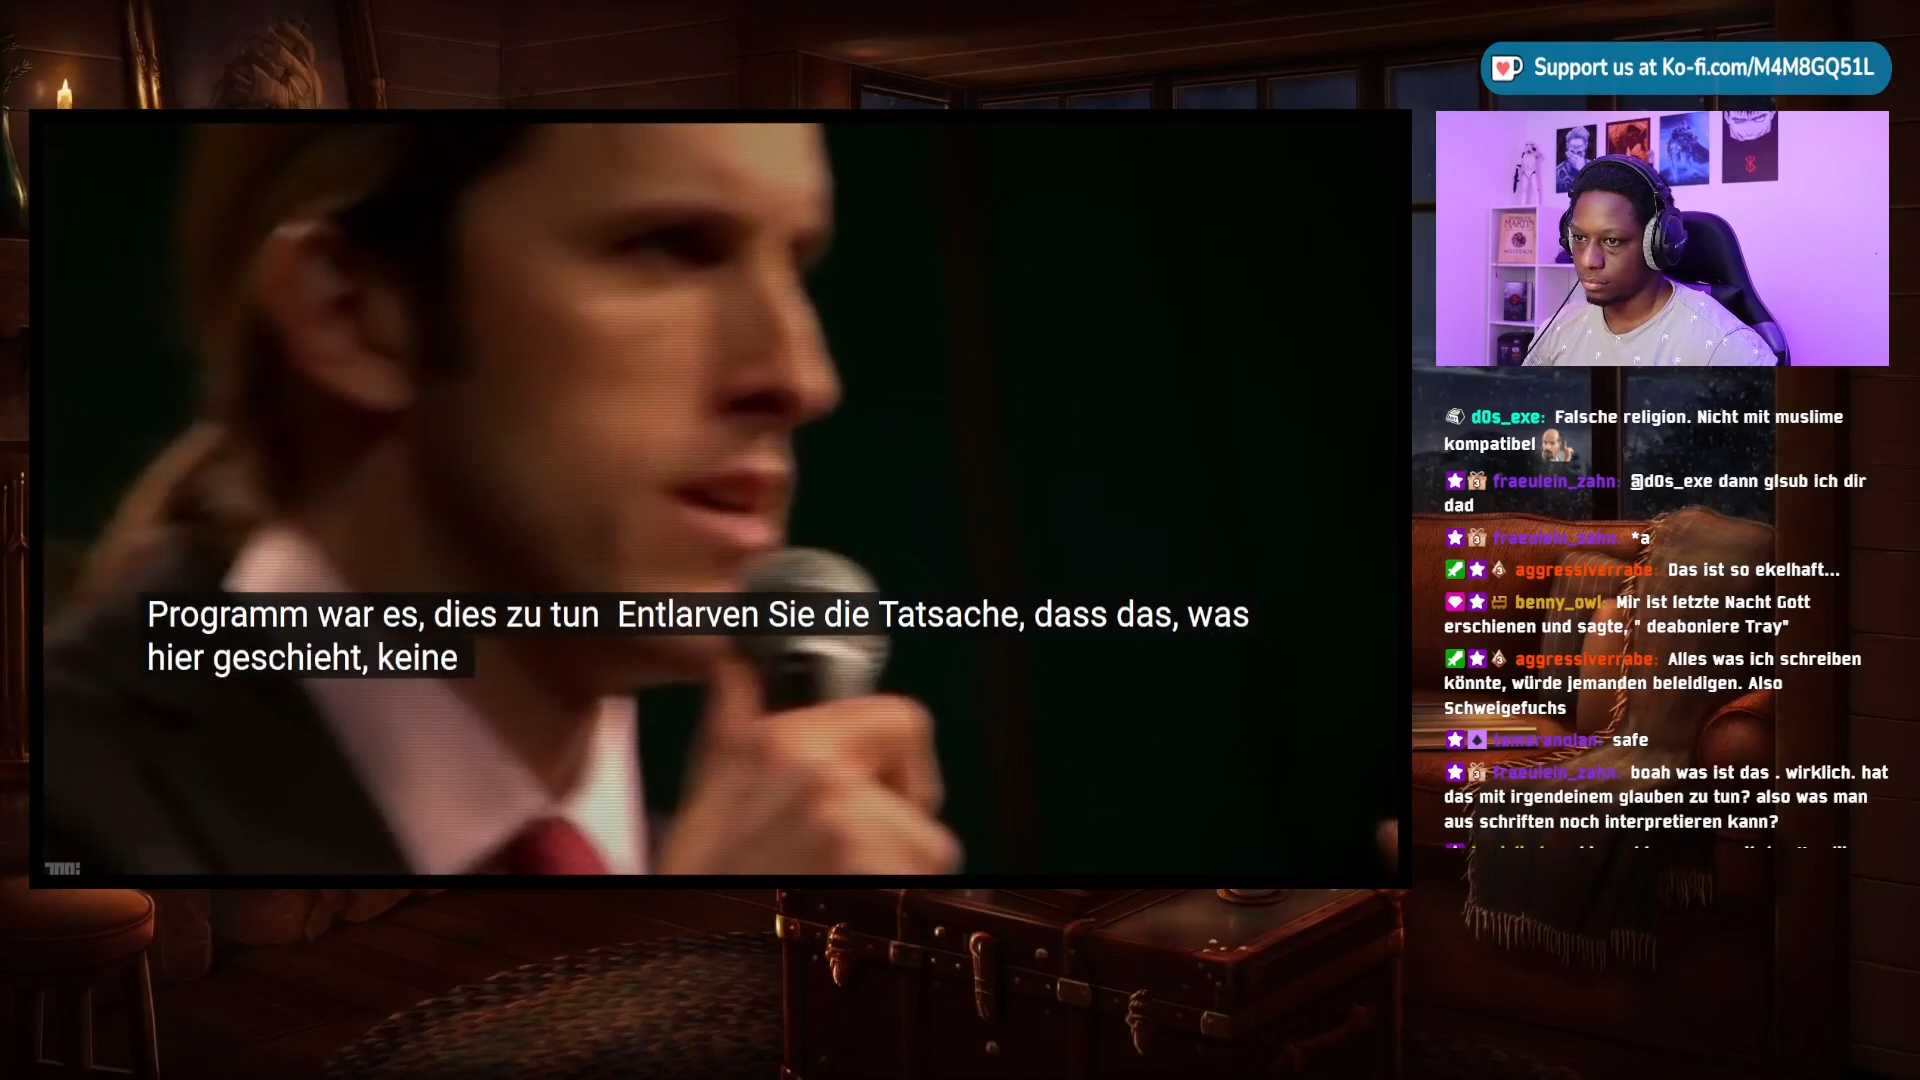 Support us at Ko-fi.com/M4M8GQ51L
MARTIN
Programm war es, dies zu tun Entlarven Sie die Tatsache, dass das, was
hier geschieht, keine
d0s_exe: Falsche religion. Nicht mit muslime
kompatibel
fraeulein_zahn: @d0s_exe dann glsub ich dir
dad
fraeulein_zahn: *a
aggressiverrabe: Das ist so ekelhaft...
benny_owl: Mir ist letzte Nacht Gott
erschienen und sagte, " deaboniere Tray"
aggressiverrabe: Alles was ich schreiben
könnte, würde jemanden beleidigen. Also
Schweigefuchs
tamaranolan: safe
fraeulein_zahn: boah was ist das . wirklich. hat
das mit irgendeinem glauben zu tun? also was man
aus schriften noch interpretieren kann?